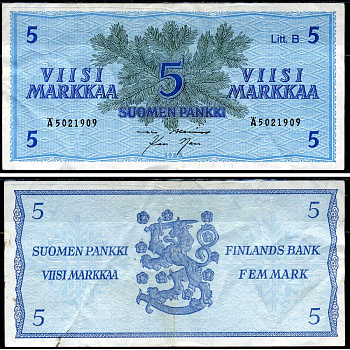 5 Litt. B 5
VIISI 5 VIISI
MARKKAA MARKKAA
SUOMEN PANKKI
A5021909 A5021909
5 5
5 5
SUOMEN PANKKI FINLANDS BANK
VIISI MARKKAA FEM MARK
5 5